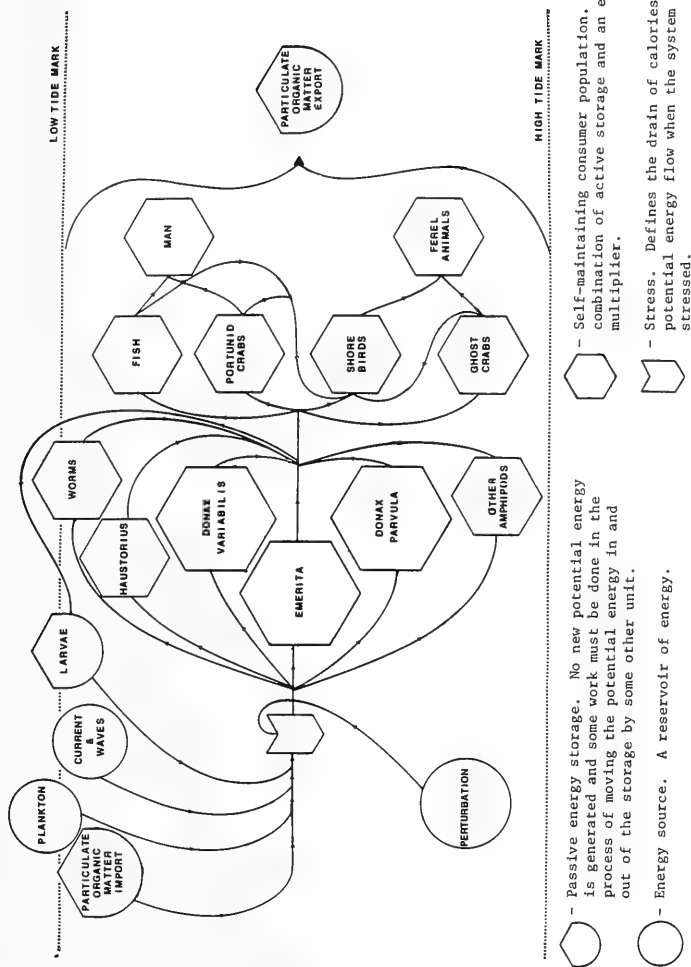 LOW TIDE MARK
PLANKTON
PARTICULATE
ORGANIC
MATTER
IMPORT
CURRENT
&
WAVES
LARVAE
WORMS
HAUSTORIUS
DONAX
VARIABILIS
EMERITA
DONAX
PARVULA
OTHER
AMPHIPODS
PERTURBATION
FISH
PORTUNID
CRABS
SHORE
BIRDS
GHOST
CRABS
MAN
FEREL
ANIMALS
PARTICULATE
ORGANIC
MATTER
EXPORT
HIGH TIDE MARK
- Passive energy storage. No new potential energy
is generated and some work must be done in the
process of moving the potential energy in and
out of the storage by some other unit.
- Energy source. A reservoir of energy.
- Self-maintaining consumer population.
combination of active storage and an e
multiplier.
- Stress. Defines the drain of calories
potential energy flow when the system
stressed.